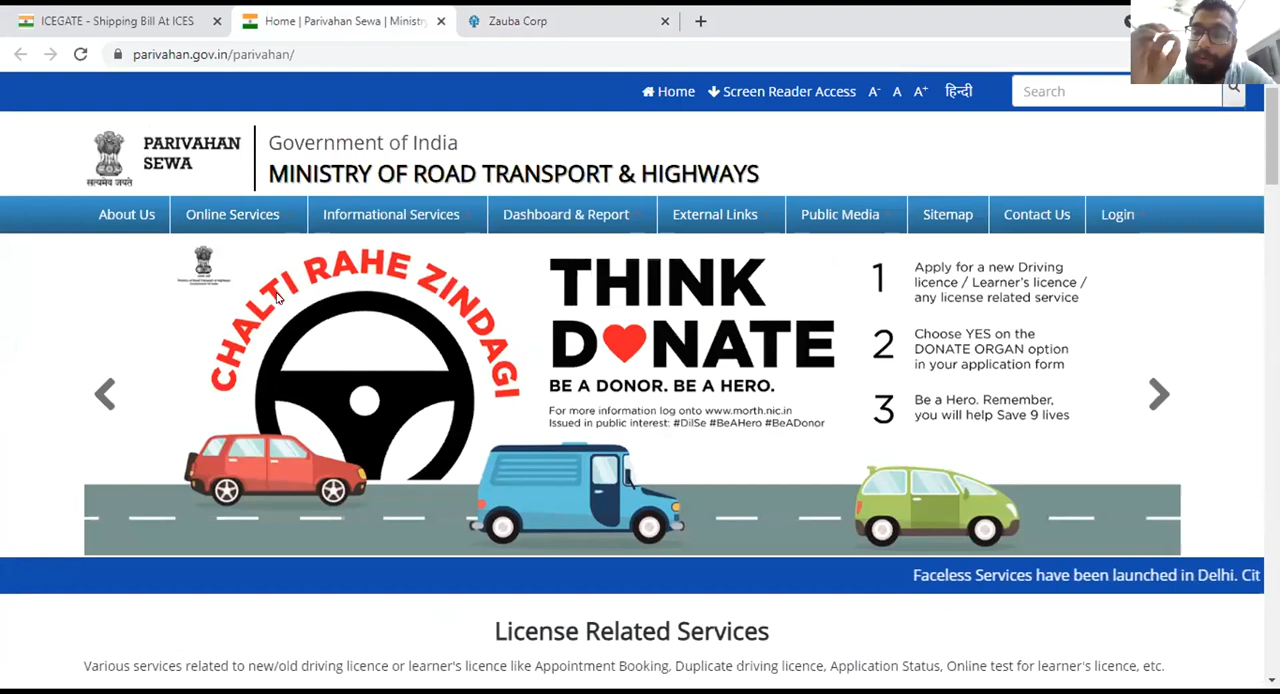 ICEGATE - Shipping Bill At ICES
Home | Parivahan Sewa | Ministry
Zauba Corp
parivahan.gov.in/parivahan/
Home
Screen Reader Access
A- A A+
हिन्दी
Search
PARIVAHAN
SEWA
सत्यमेव जयते
Government of India
MINISTRY OF ROAD TRANSPORT & HIGHWAYS
About Us
Online Services
Informational Services
Dashboard & Report
External Links
Public Media
Sitemap
Contact Us
Login
CHALTI RAHE ZINDAGI
THINK
DONATE
BE A DONOR. BE A HERO.
For more information log onto www.morth.nic.in
Issued in public interest: #DilSe #BeAHero #BeADonor
1 Apply for a new Driving
licence / Learner's licence /
any license related service
2 Choose YES on the
DONATE ORGAN option
in your application form
3 Be a Hero. Remember,
you will help Save 9 lives
Faceless Services have been launched in Delhi. Cit
License Related Services
Various services related to new/old driving licence or learner's licence like Appointment Booking, Duplicate driving licence, Application Status, Online test for learner's licence, etc.